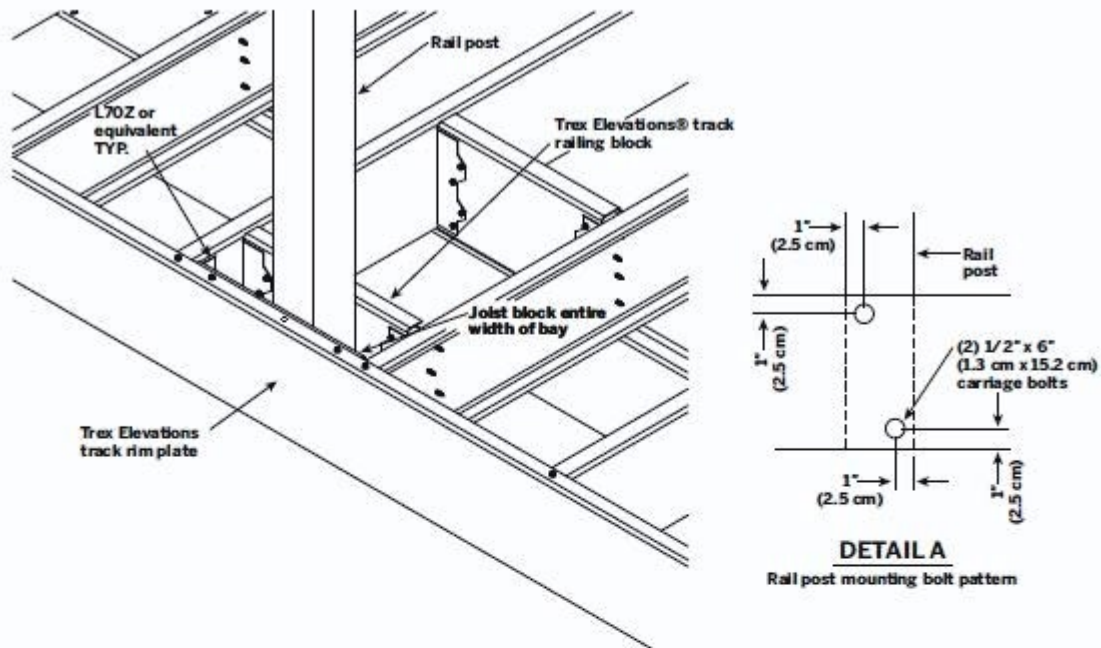 Rail post
L70Z or
equivalent
TYP.
Trex Elevations® track
railing block
Joist block entire
width of bay
Trex Elevations
track rim plate
1"
(2.5 cm)
Rail
post
1"
(2.5 cm)
(2) 1/2" x 6"
(1.3 cm x 15.2 cm)
carriage bolts
1"
(2.5 cm)
1"
(2.5 cm)
DETAIL A
Rail post mounting bolt pattern